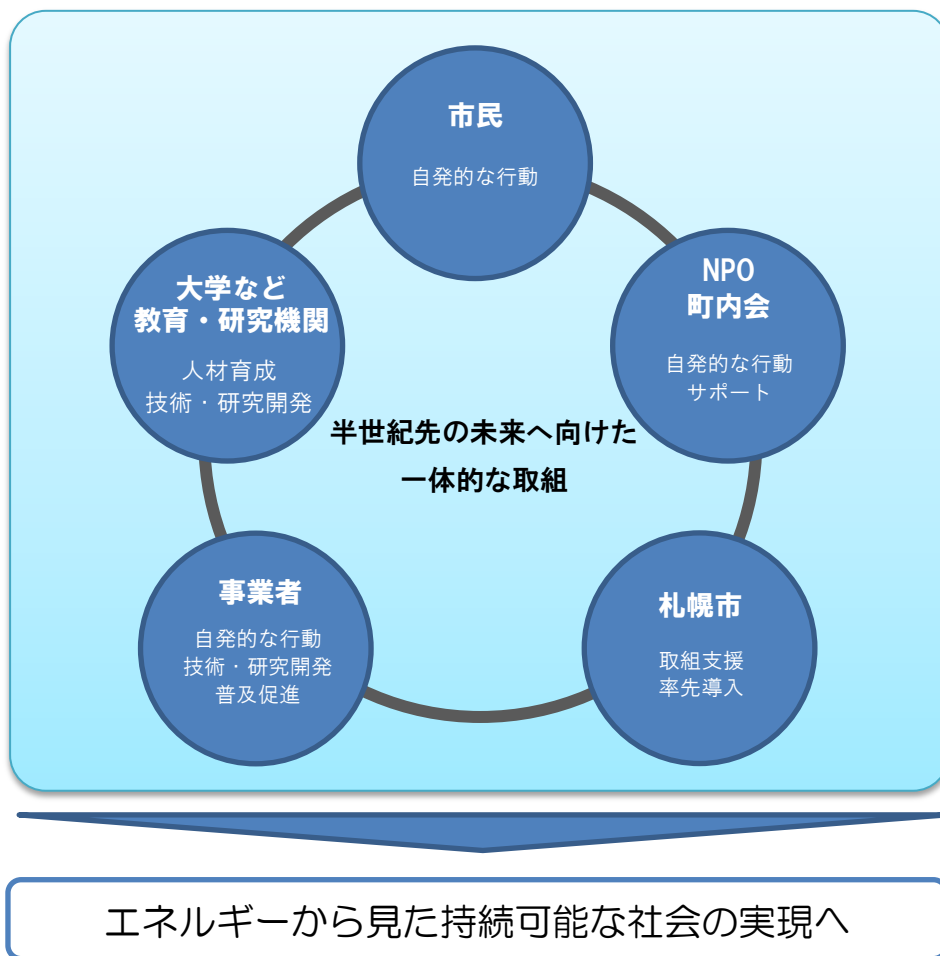 市民
自発的な行動
大学など
教育・研究機関
人材育成
技術・研究開発
NPO
町内会
自発的な行動
サポート
半世紀先の未来へ向けた
一体的な取組
事業者
自発的な行動
技術・研究開発
普及促進
札幌市
取組支援
率先導入
エネルギーから見た持続可能な社会の実現へ